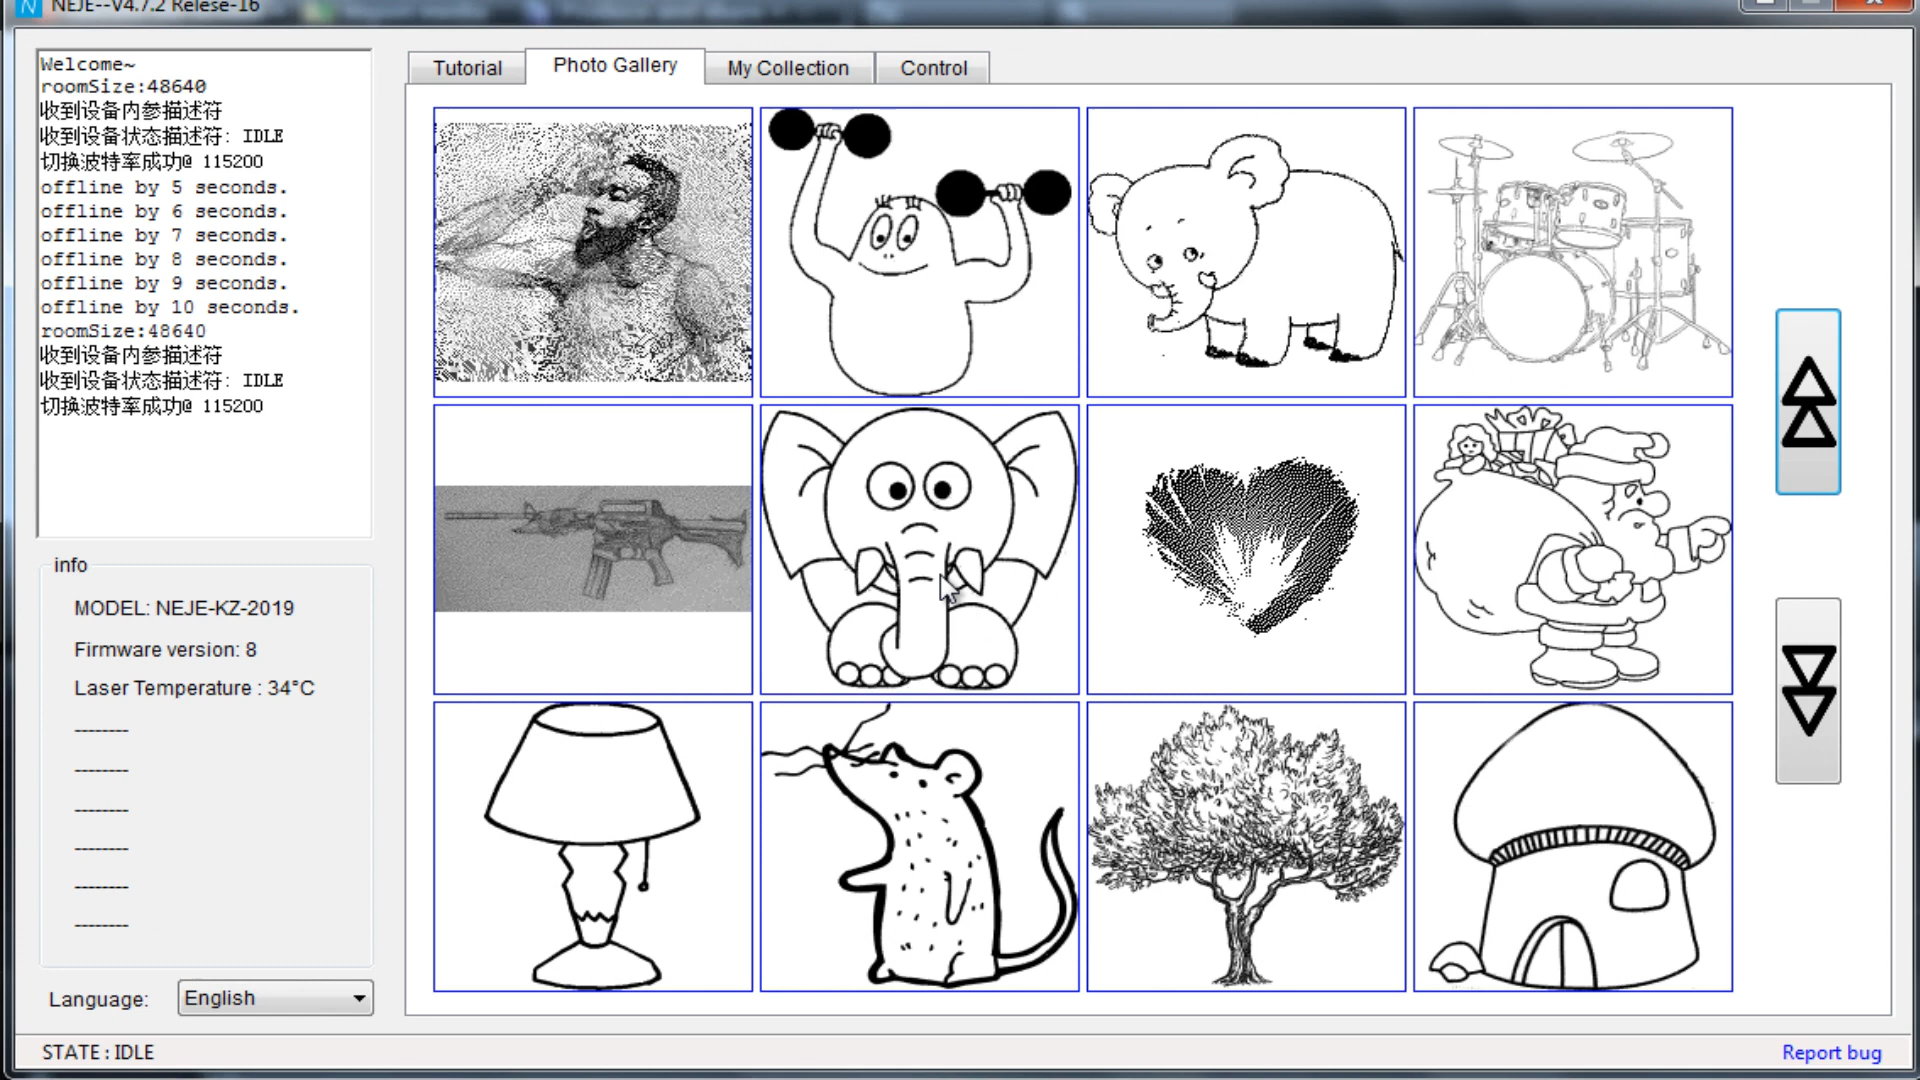 NEJE--V4.7.2 Relese-16
Welcome~
roomSize:48640
收到设备内参描述符
收到设备状态描述符: IDLE
切换波特率成功@ 115200
offline by 5 seconds.
offline by 6 seconds.
offline by 7 seconds.
offline by 8 seconds.
offline by 9 seconds.
offline by 10 seconds.
roomSize:48640
收到设备内参描述符
收到设备状态描述符: IDLE
切换波特率成功@ 115200
info
MODEL: NEJE-KZ-2019
Firmware version: 8
Laser Temperature : 34°C
--------
--------
--------
--------
--------
--------
Language: English
Tutorial
Photo Gallery
My Collection
Control
STATE : IDLE
Report bug